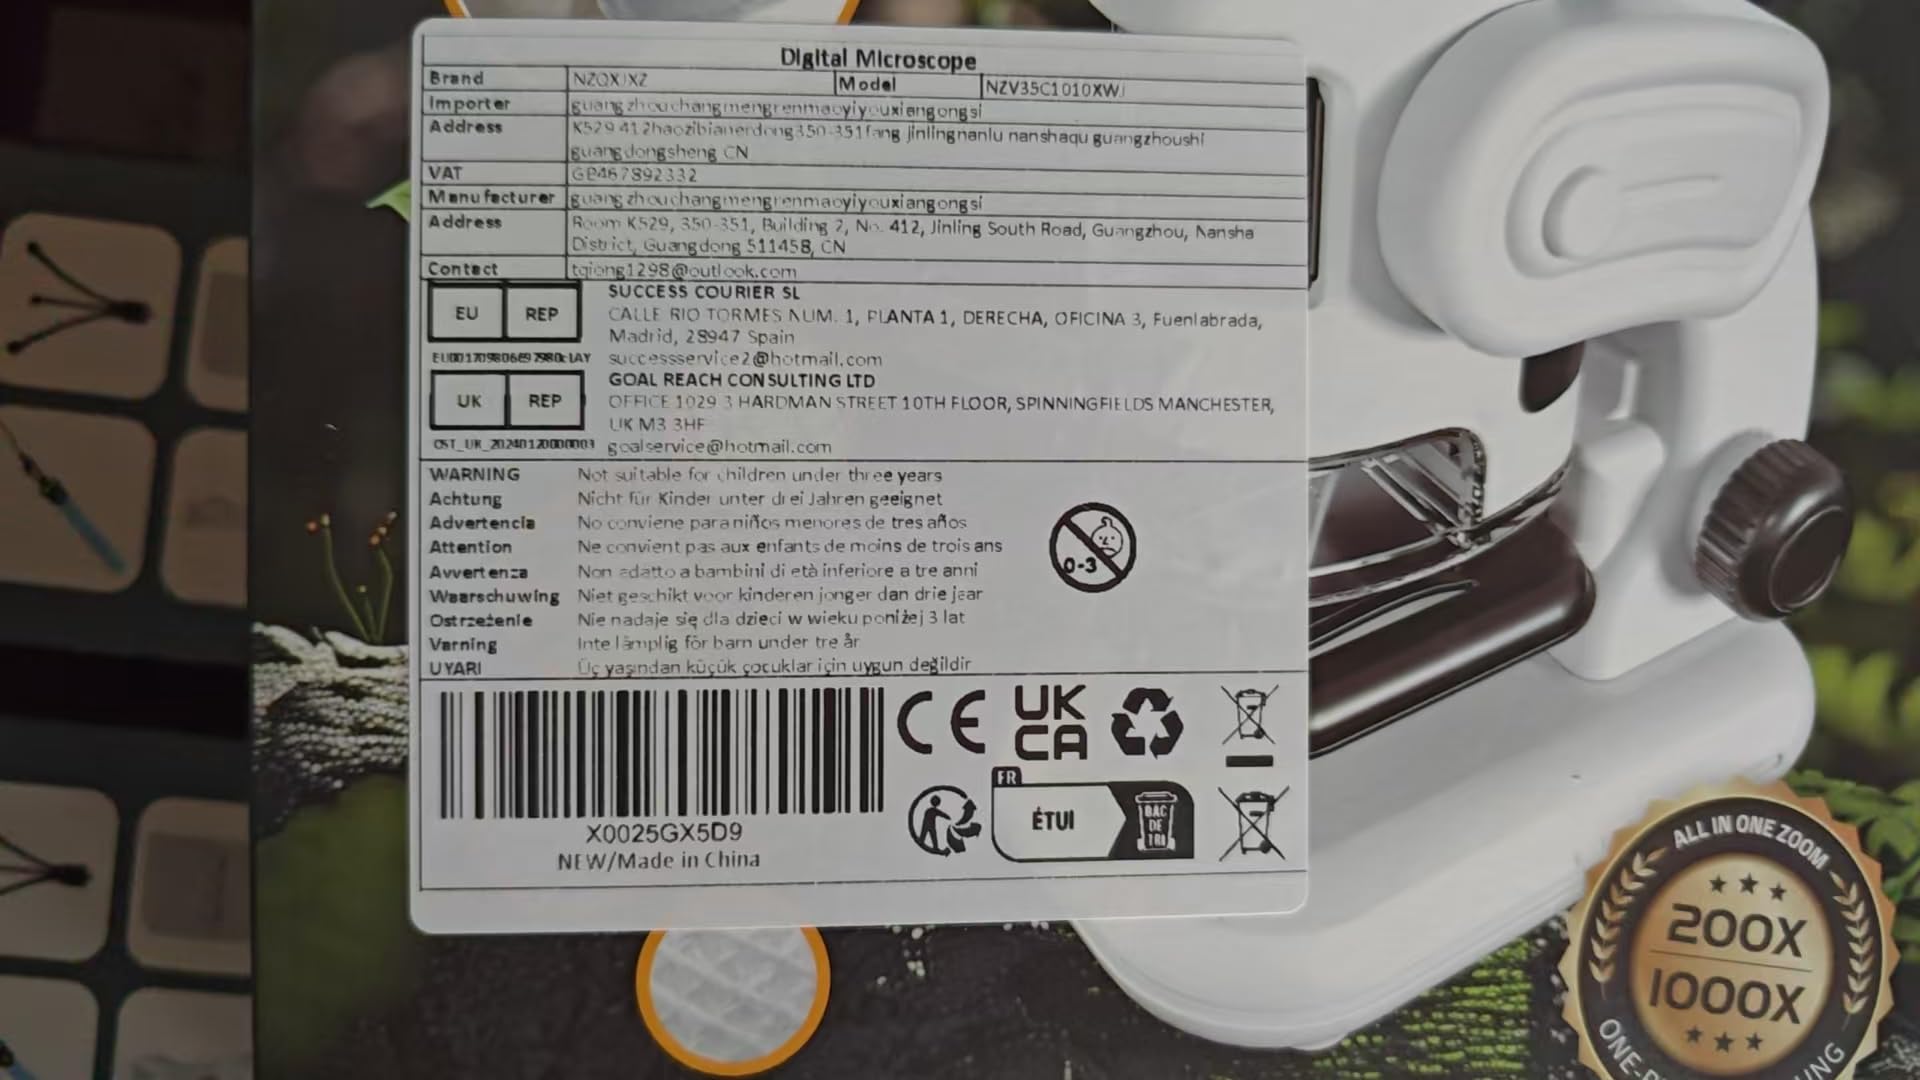 Digital Microscope
Brand
Model NZV35C1010XWJ
Importer guangzhouchangmengrenmaoyiyouxiangongsi
Address K529 412haozibianerdong350-351fang jinlingnanlu nanshaqu guangzhoushi
guangdongsheng CN
VAT GB467892332
Manufacturer guangzhouchangmengrenmaoyiyouxiangongsi
Address Room K529, 350-351, Building 2, No. 412, Jinling South Road, Guangzhou, Nansha
District, Guangdong 511458, CN
Contact tqiong1298@outlook.com
EU REP SUCCESS COURIER SL
CALLE RIO TORMES NUM. 1, PLANTA 1, DERECHA, OFICINA 3, Fuenlabrada,
Madrid, 28947 Spain
successservice2@hotmail.com
UK REP GOAL REACH CONSULTING LTD
OFFICE 1029 3 HARDMAN STREET 10TH FLOOR, SPINNINGFIELDS MANCHESTER,
UK M3 3HF
CST_UK_20240120000003 goalservice@hotmail.com
WARNING Not suitable for children under three years
Achtung Nicht für Kinder unter drei Jahren geeignet
Advertencia No conviene para niños menores de tres años
Attention Ne convient pas aux enfants de moins de trois ans
Avvertenza Non adatto a bambini di età inferiore a tre anni
Waarschuwing Niet geschikt voor kinderen jonger dan drie jaar
Ostrzeżenie Nie nadaje się dla dzieci w wieku poniżej 3 lat
Varning Inte lämplig för barn under tre år
UYARI Üç yaşından küçük çocuklar için uygun değildir
0-3
CE UK CA
FR
ÉTUI BAC DE TRI
X0025GX5D9
NEW/Made in China
ALL IN ONE ZOOM
200X
1000X